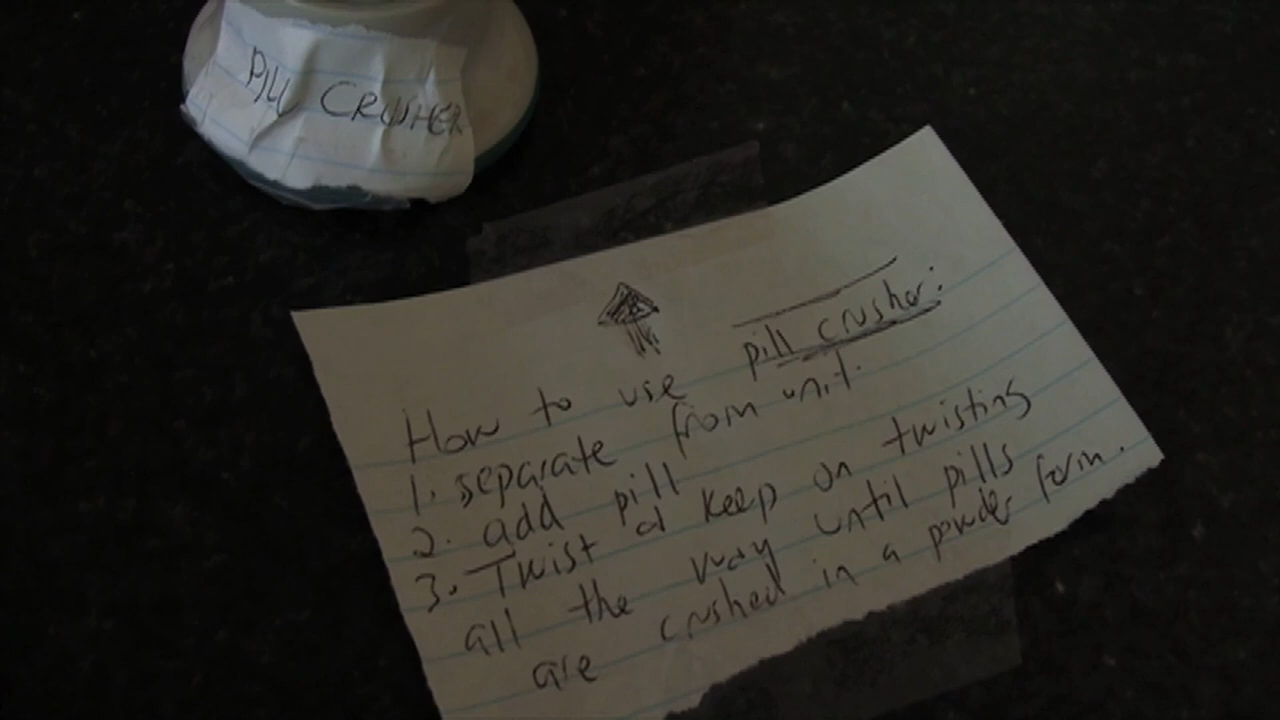 PILL CRUSHER
How to use pill crusher:
1. separate from unit.
2. add pill
3. Twist & keep on twisting
all the way until pills
are crushed in a powder form.